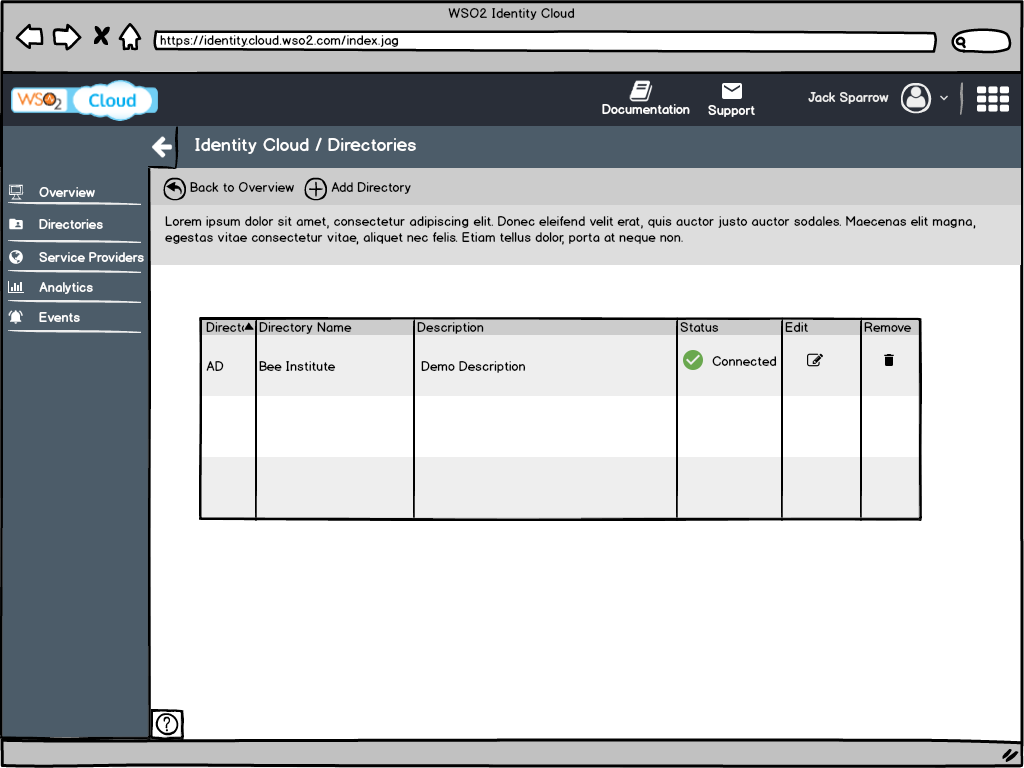 WSO2 Identity Cloud
https://identity.cloud.wso2.com/index.jag
WSO2 Cloud
Documentation
Support
Jack Sparrow
Identity Cloud / Directories
Overview
Directories
Service Providers
Analytics
Events
Back to Overview
Add Directory
Lorem ipsum dolor sit amet, consectetur adipiscing elit. Donec eleifend velit erat, quis auctor justo auctor sodales. Maecenas elit magna,
egestas vitae consectetur vitae, aliquet nec felis. Etiam tellus dolor, porta at neque non.
Directo Directory Name Description Status Edit Remove
AD Bee Institute Demo Description Connected
?